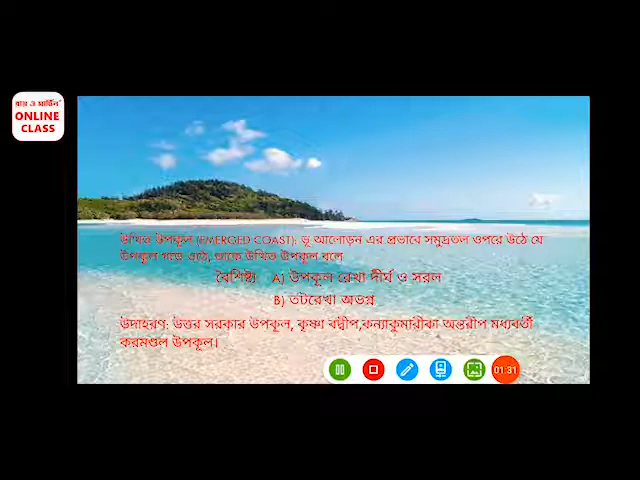 রায় ও মার্টিন
ONLINE
CLASS
উত্থিত উপকূল (EMERGED COAST): ভূ আলোড়ন এর প্রভাবে সমুদ্রতল ওপরে উঠে যে
উপকূল গড়ে ওঠে, তাকে উত্থিত উপকূল বলে
বৈশিষ্ট্য A) উপকূল রেখা দীর্ঘ ও সরল
B) তটরেখা অভগ্ন
উদাহরণ: উত্তর সরকার উপকূল, কৃষ্ণা বদ্বীপ,কন্যাকুমারীকা অন্তরীপ মধ্যবর্তী
করমণ্ডল উপকূল।
01:31